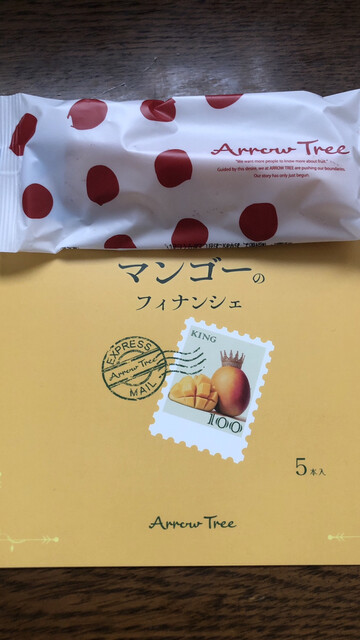 Arrow Tree
"We want more people to know more about fruit."
Guided by this desire, we at ARROW TREE are pushing our boundaries.
Our story has only just begun!
マンゴーの
フィナンシェ
EXPRESS
Arrow Tree
MAIL
KING
100
5本入
Arrow Tree